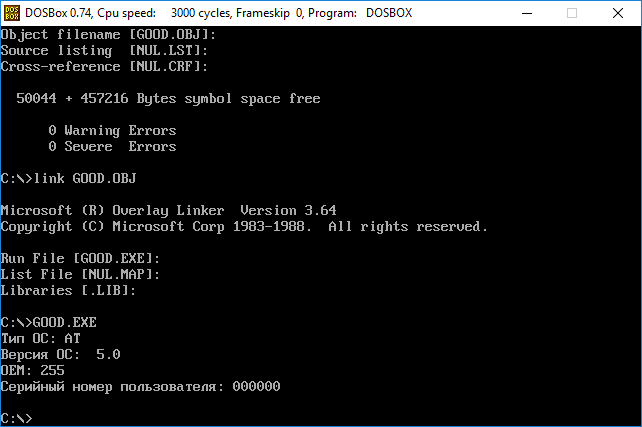 DOSBox 0.74, Cpu speed: 3000 cycles, Frameskip 0, Program: DOSBOX
Object filename [GOOD.OBJ]:
Source listing [NUL.LST]:
Cross-reference [NUL.CRF]:
50044 + 457216 Bytes symbol space free
0 Warning Errors
0 Severe Errors
C:\>link GOOD.OBJ
Microsoft (R) Overlay Linker Version 3.64
Copyright (C) Microsoft Corp 1983-1988. All rights reserved.
Run File [GOOD.EXE]:
List File [NUL.MAP]:
Libraries [.LIB]:
C:\>GOOD.EXE
Тип ОС: AT
Версия ОС: 5.0
OEM: 255
Серийный номер пользователя: 000000
C:\>